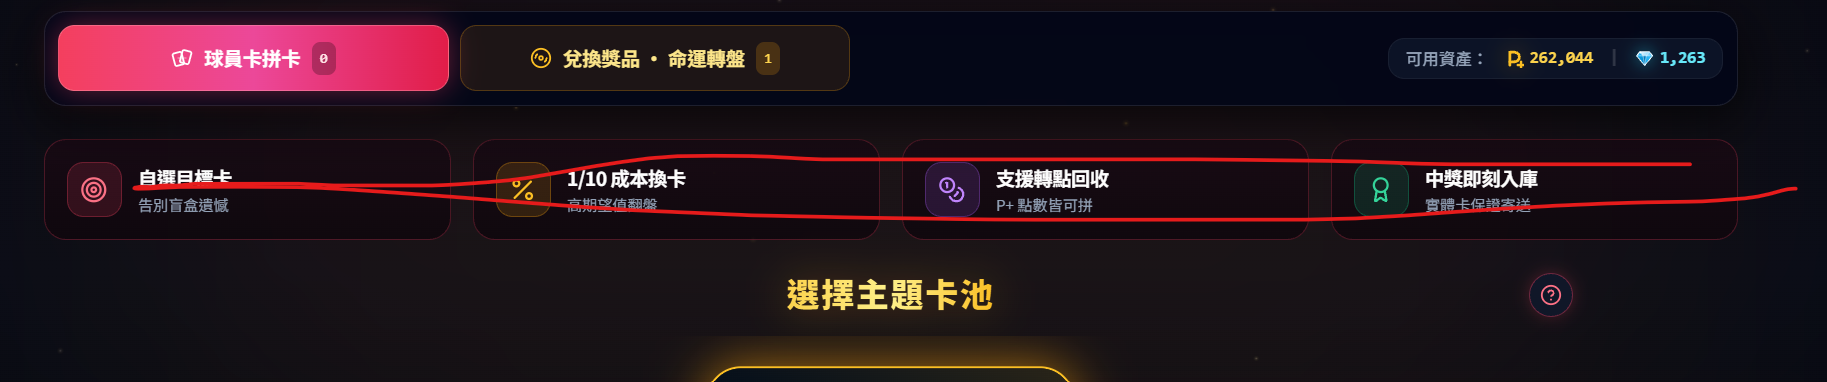 球員卡拼卡 0
兌換獎品・命運轉盤 1
可用資產： P+ 262,044 | 1,263
自選目標卡
告別盲盒遺憾
1/10 成本換卡
高期望值翻盤
支援轉點回收
P+ 點數皆可拼
中獎即刻入庫
實體卡保證寄送
選擇主題卡池